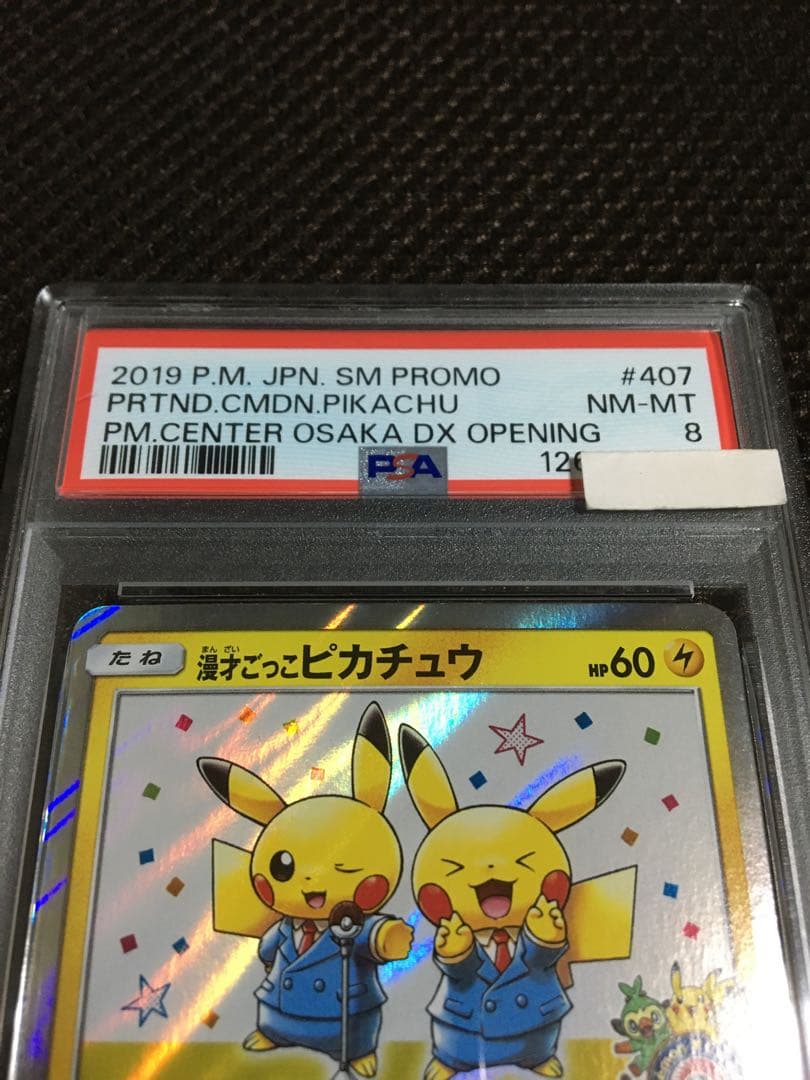 2019 P.M. JPN. SM PROMO #407
PRTND.CMDN.PIKACHU NM-MT
PM.CENTER OSAKA DX OPENING 8
PSA 126
たね 漫才ごっこピカチュウ HP60
まん ざい